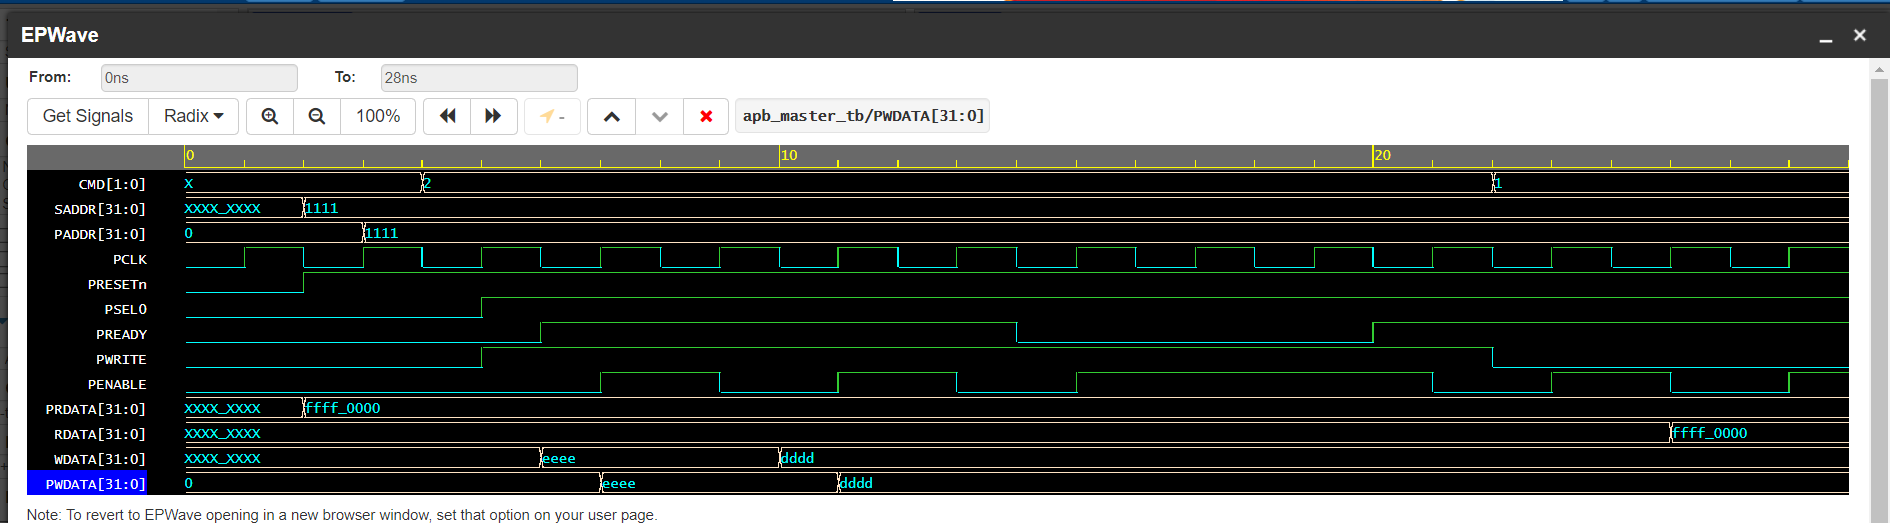 EPWave
From: 0ns To: 28ns
Get Signals Radix 100% - apb_master_tb/PWDATA[31:0]
0 10 20
CMD[1:0] X 2 1
SADDR[31:0] XXXX_XXXX 1111
PADDR[31:0] 0 1111
PCLK
PRESETn
PSEL0
PREADY
PWRITE
PENABLE
PRDATA[31:0] XXXX_XXXX ffff_0000
RDATA[31:0] XXXX_XXXX ffff_0000
WDATA[31:0] XXXX_XXXX eeee dddd
PWDATA[31:0] 0 eeee dddd
Note: To revert to EPWave opening in a new browser window, set that option on your user page.